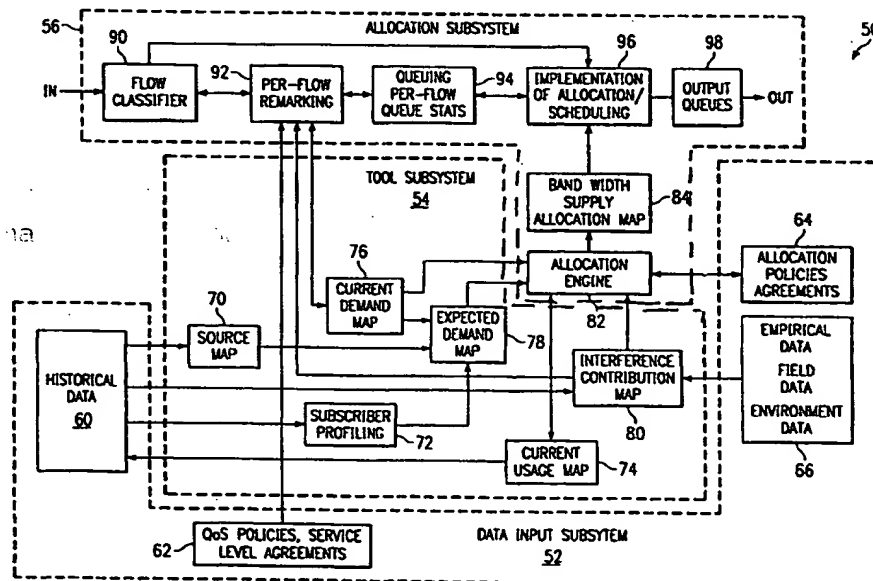 56
90
ALLOCATION SUBSYSTEM
96
98
50
IN
FLOW
CLASSIFIER
92
PER-FLOW
REMARKING
QUEUING
PER-FLOW
QUEUE STATS
94
IMPLEMENTATION
OF ALLOCATION/
SCHEDULING
OUTPUT
QUEUES
OUT
TOOL SUBSYSTEM
54
BAND WIDTH
SUPPLY
ALLOCATION MAP
84
64
ALLOCATION
POLICIES
AGREEMENTS
76
CURRENT
DEMAND
MAP
ALLOCATION
ENGINE
82
70
SOURCE
MAP
EXPECTED
DEMAND
MAP
78
EMPIRICAL
DATA
FIELD
DATA
ENVIRONMENT
DATA
66
HISTORICAL
DATA
60
INTERFERENCE
CONTRIBUTION
MAP
80
SUBSCRIBER
PROFILING
72
CURRENT
USAGE MAP
74
62
QoS POLICIES, SERVICE
LEVEL AGREEMENTS
DATA INPUT SUBSYTEM
52